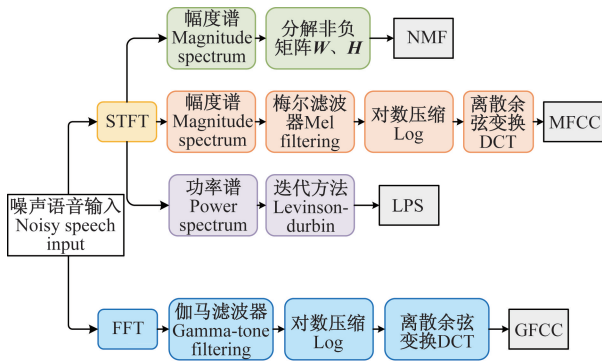 幅度谱
Magnitude
spectrum
分解非负
矩阵W、H
NMF
STFT
幅度谱
Magnitude
spectrum
梅尔滤波
器Mel
filtering
对数压缩
Log
离散余
弦变换
DCT
MFCC
噪声语音输入
Noisy speech
input
功率谱
Power
spectrum
迭代方法
Levinson-
durbin
LPS
FFT
伽马滤波器
Gamma-tone
filtering
对数压缩
Log
离散余弦
变换DCT
GFCC